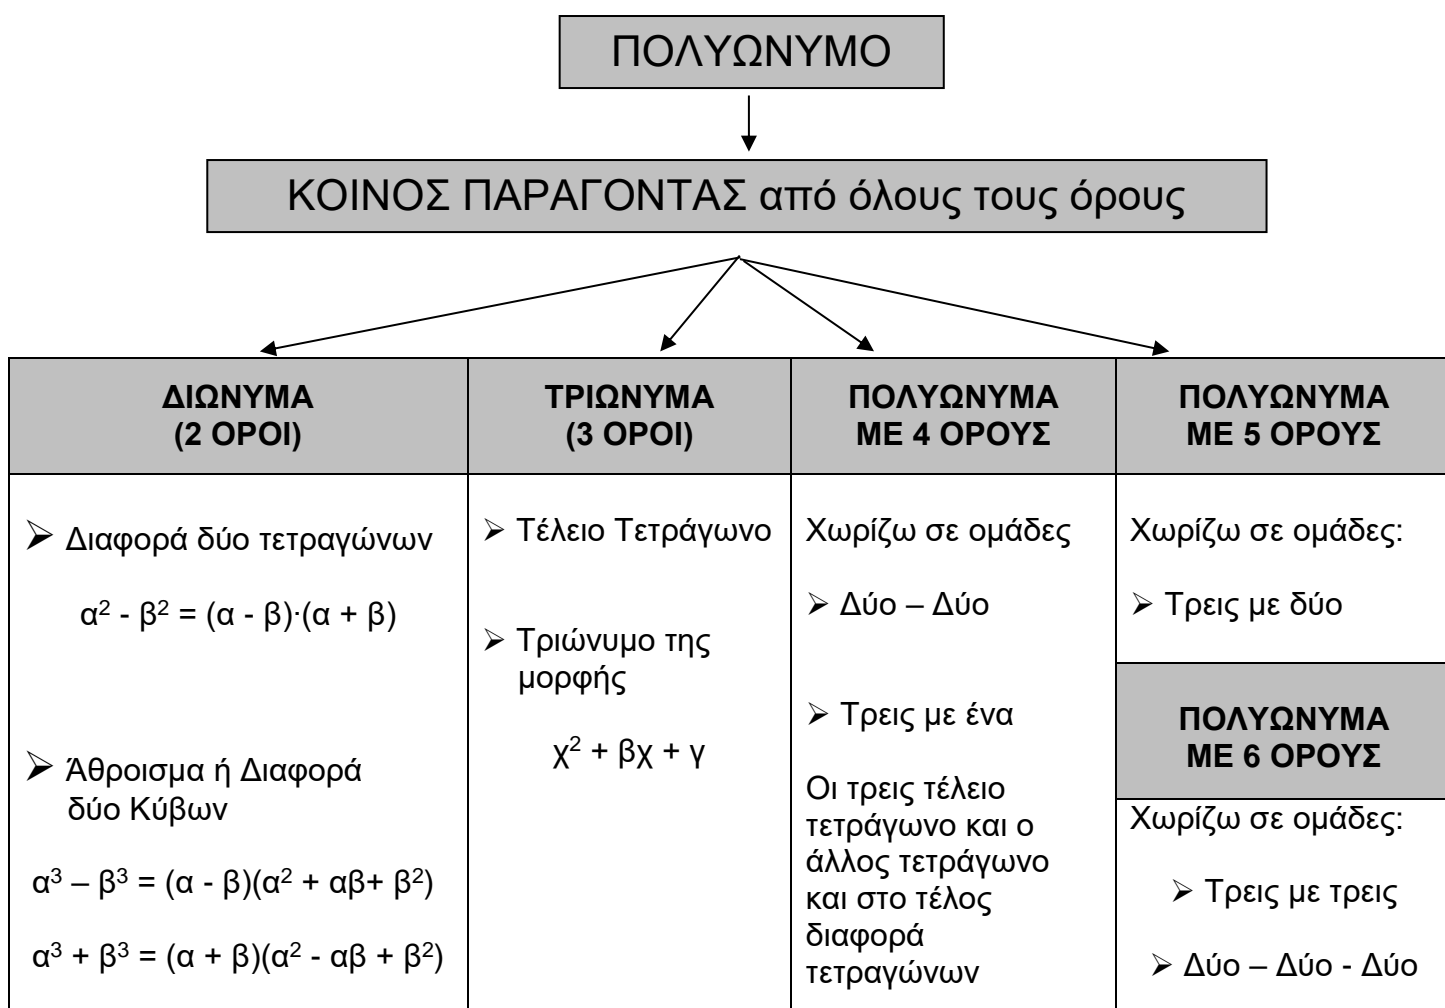 ΠΟΛΥΩΝΥΜΟ
ΚΟΙΝΟΣ ΠΑΡΑΓΟΝΤΑΣ από όλους τους όρους
ΔΙΩΝΥΜΑ
(2 ΟΡΟΙ)
➢ Διαφορά δύο τετραγώνων
α² - β² = (α - β)·(α + β)
➢ Άθροισμα ή Διαφορά
δύο Κύβων
α³ – β³ = (α - β)(α² + αβ+ β²)
α³ + β³ = (α + β)(α² - αβ + β²)
ΤΡΙΩΝΥΜΑ
(3 ΟΡΟΙ)
➢ Τέλειο Τετράγωνο
➢ Τριώνυμο της
μορφής
χ² + βχ + γ
ΠΟΛΥΩΝΥΜΑ
ΜΕ 4 ΟΡΟΥΣ
Χωρίζω σε ομάδες
➢ Δύο – Δύο
➢ Τρεις με ένα
Οι τρεις τέλειο
τετράγωνο και ο
άλλος τετράγωνο
και στο τέλος
διαφορά
τετραγώνων
ΠΟΛΥΩΝΥΜΑ
ΜΕ 5 ΟΡΟΥΣ
Χωρίζω σε ομάδες:
➢ Τρεις με δύο
ΠΟΛΥΩΝΥΜΑ
ΜΕ 6 ΟΡΟΥΣ
Χωρίζω σε ομάδες:
➢ Τρεις με τρεις
➢ Δύο – Δύο - Δύο